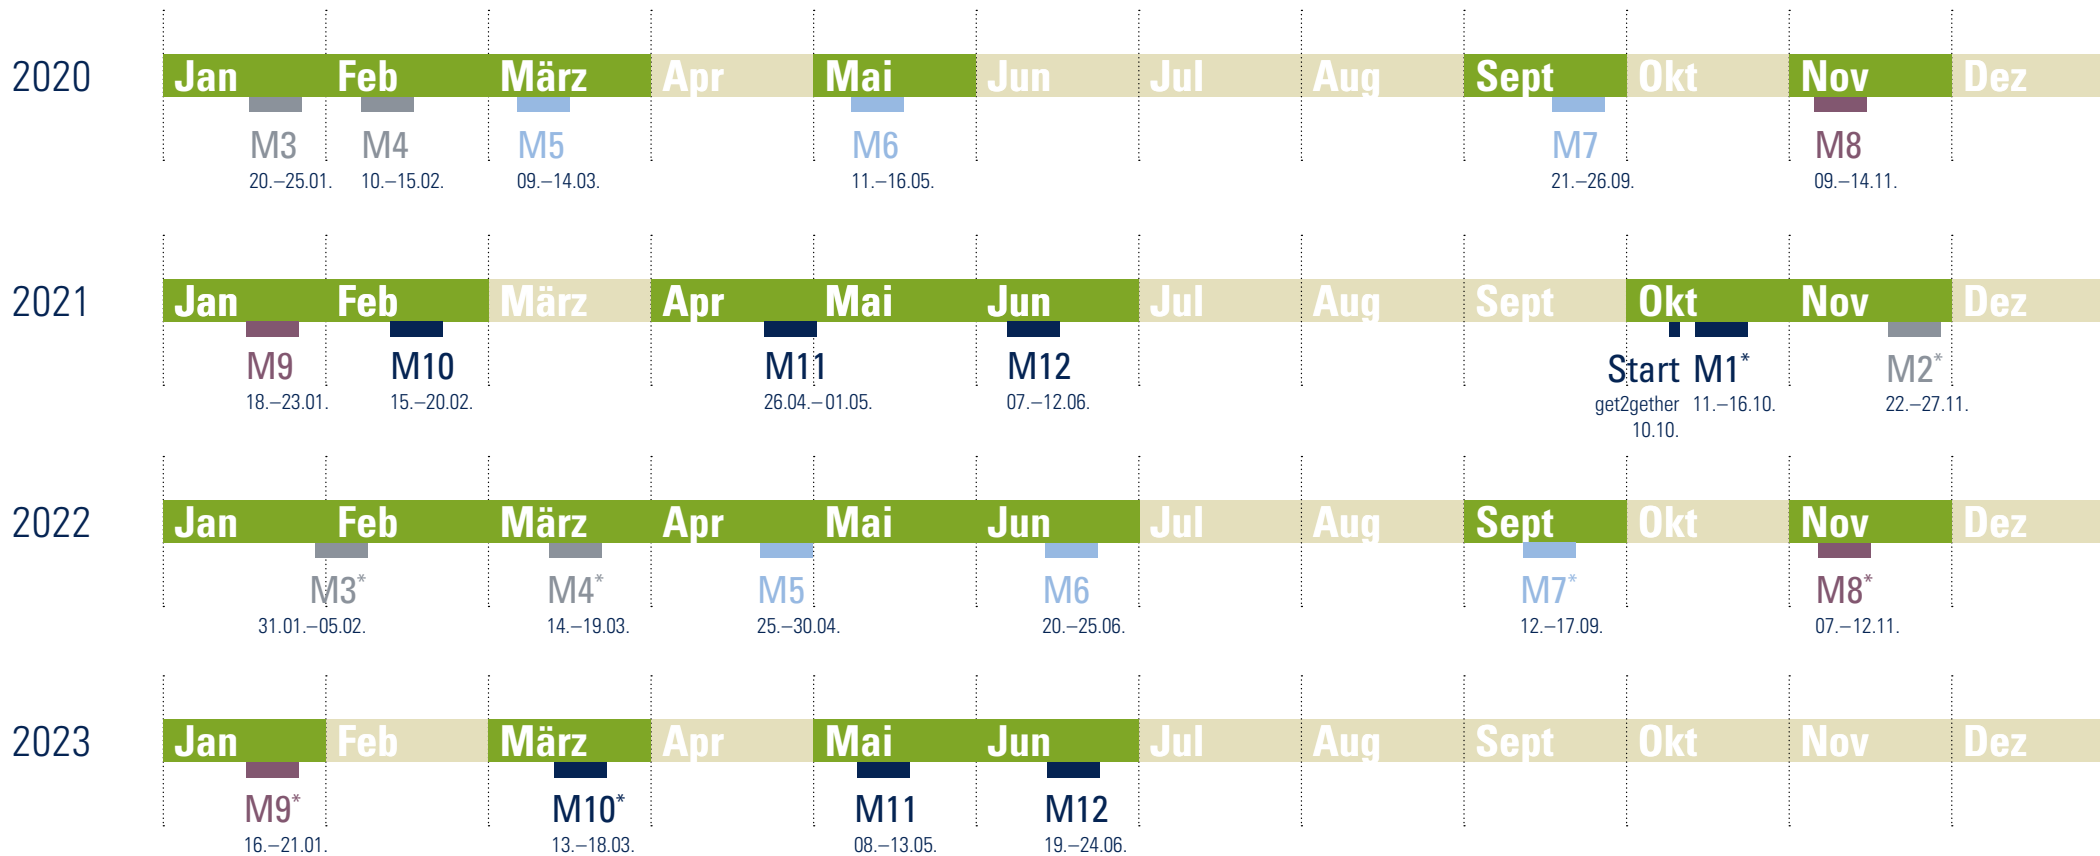 2020 Jan Feb März Apr Mai Jun Jul Aug Sept Okt Nov Dez
M3 M4 M5 M6 M7 M8
20.–25.01. 10.–15.02. 09.–14.03. 11.–16.05. 21.–26.09. 09.–14.11.
2021 Jan Feb März Apr Mai Jun Jul Aug Sept Okt Nov Dez
M9 M10 M11 M12 Start M1* M2*
18.–23.01. 15.–20.02. 26.04.–01.05. 07.–12.06. get2gether 11.–16.10. 22.–27.11.
10.10.
2022 Jan Feb März Apr Mai Jun Jul Aug Sept Okt Nov Dez
M3* M4* M5 M6 M7* M8*
31.01.–05.02. 14.–19.03. 25.–30.04. 20.–25.06. 12.–17.09. 07.–12.11.
2023 Jan Feb März Apr Mai Jun Jul Aug Sept Okt Nov Dez
M9* M10* M11 M12
16.–21.01. 13.–18.03. 08.–13.05. 19.–24.06.